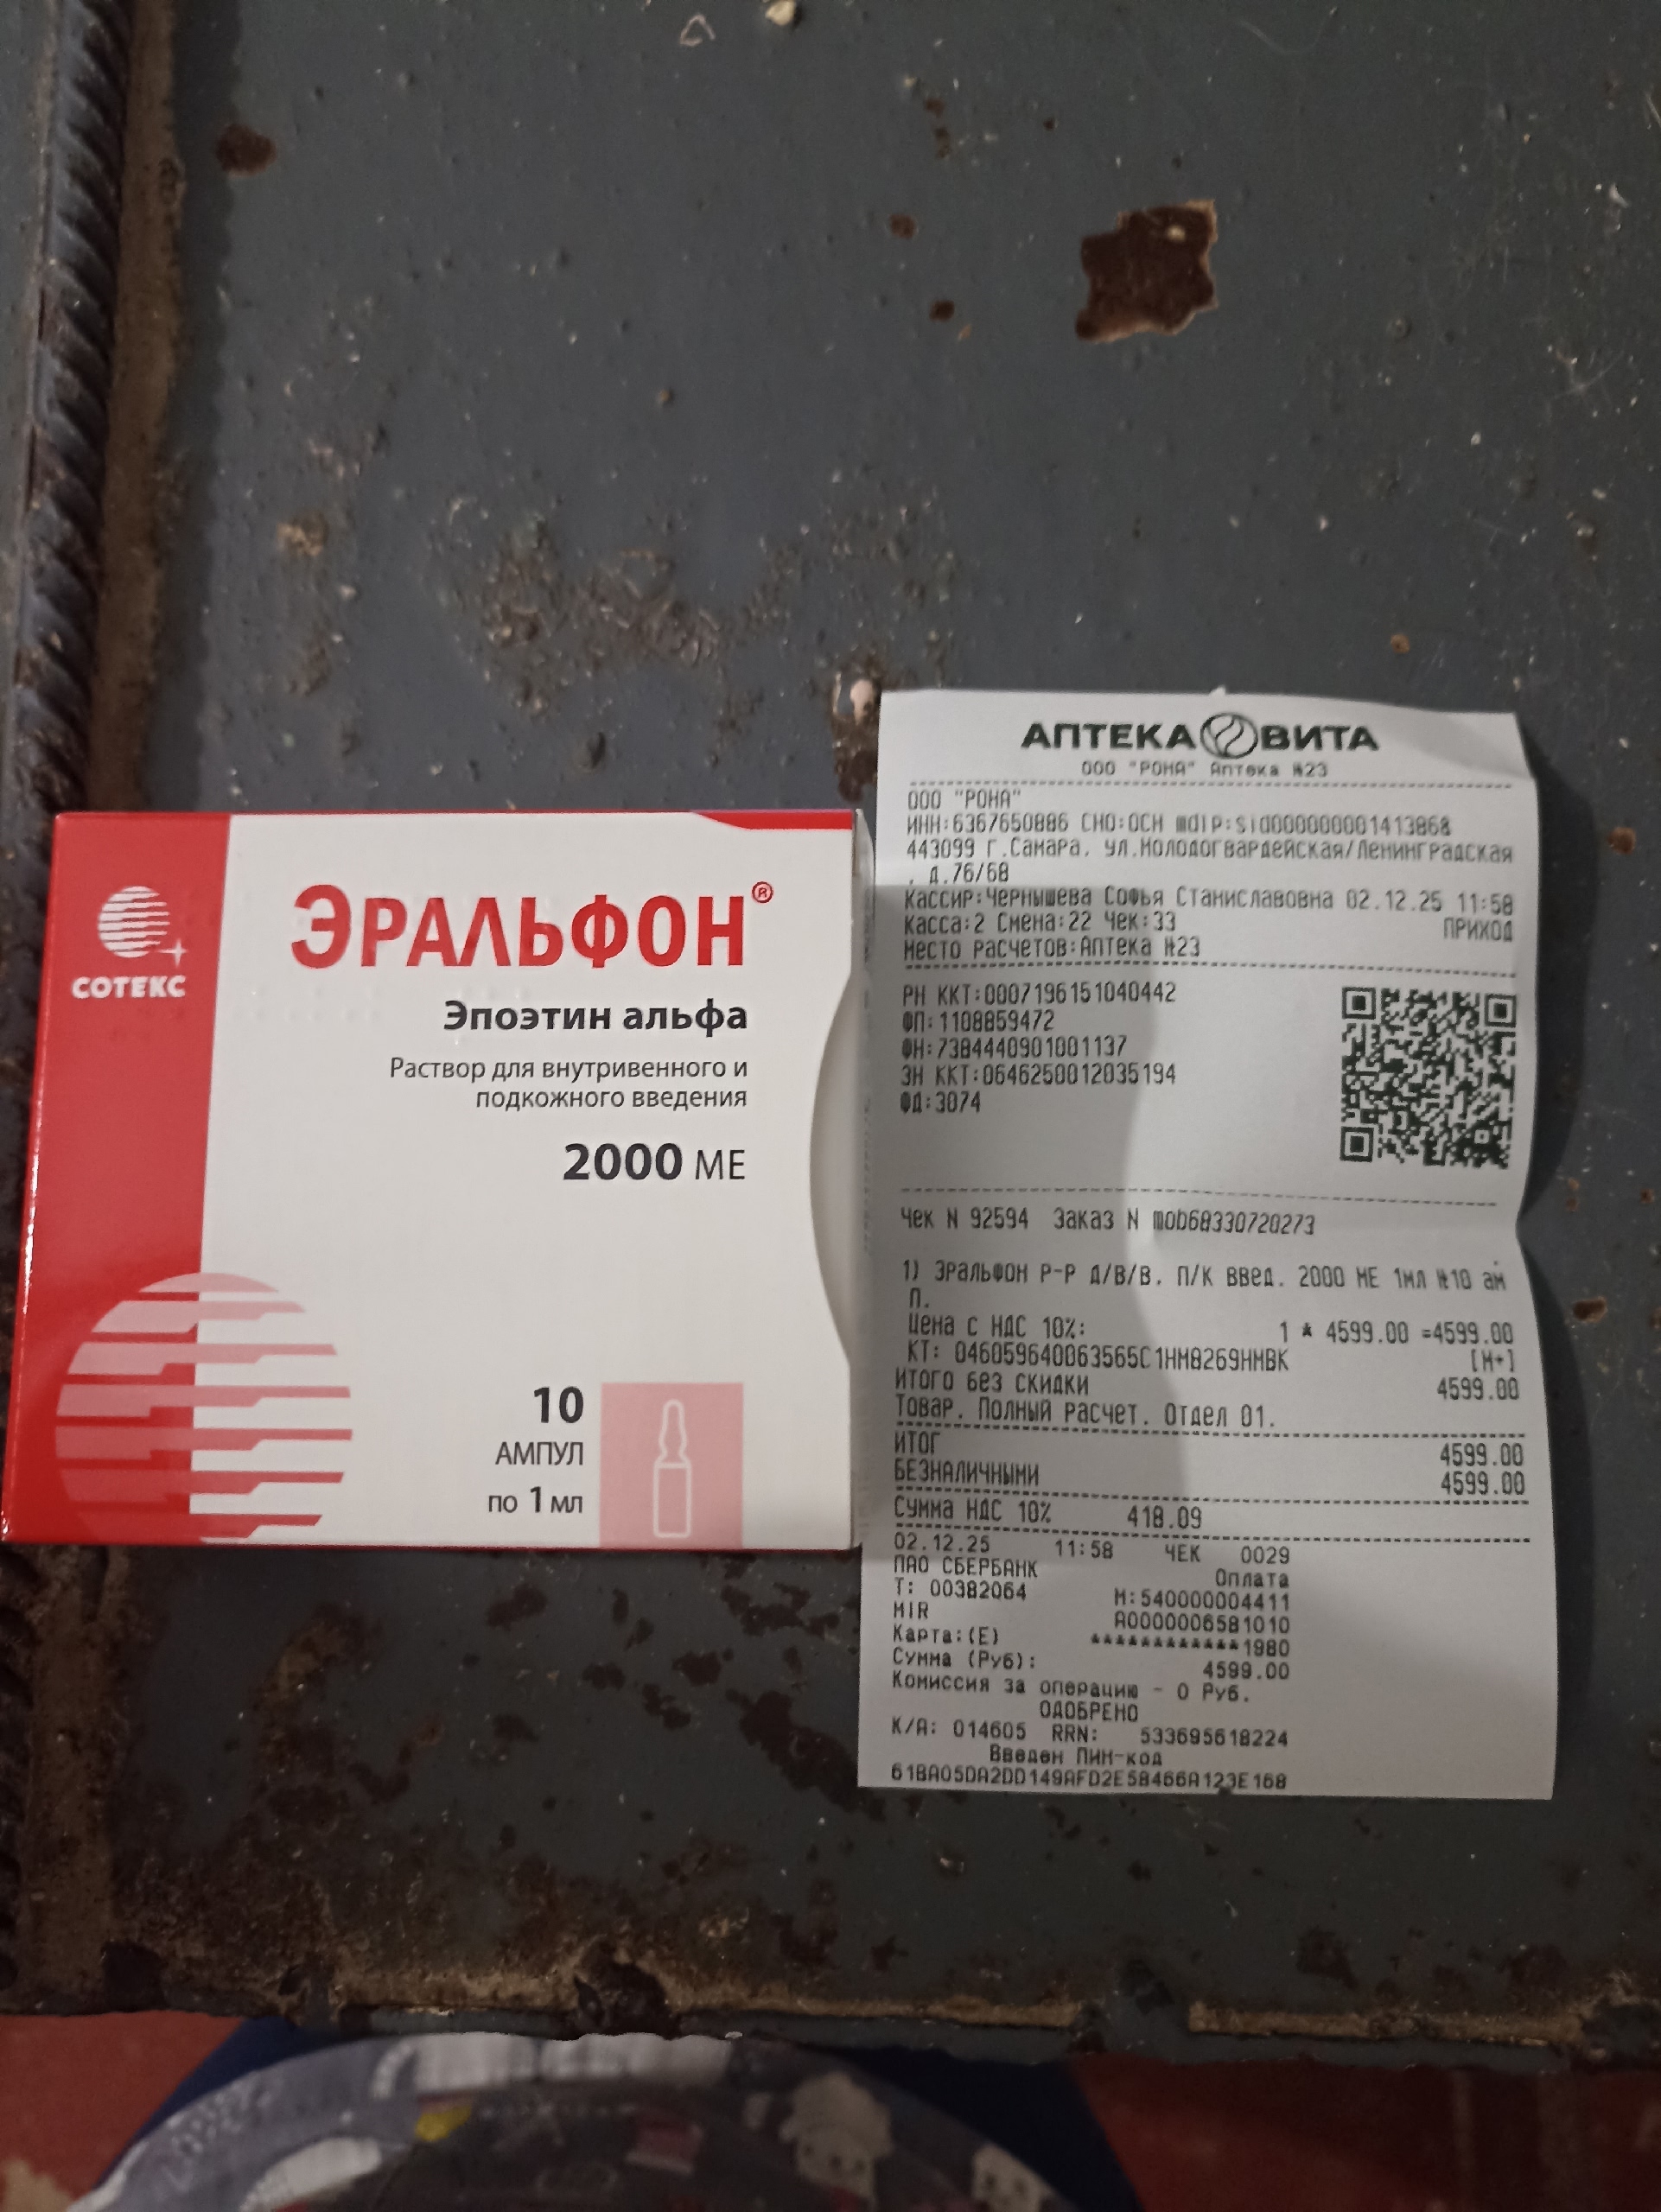 СОТЕКС
ЭРАЛЬФОН®
Эпоэтин альфа
Раствор для внутривенного и
подкожного введения
2000 МЕ
10
АМПУЛ
по 1 мл
АПТЕКА ВИТА
ООО "РОНА" Аптека №23
ООО "РОНА"
ИНН:6367650886 СНО:ОСН mdlp:sid0000000001413868
443099 г.Самара, ул.Молодогвардейская/Ленинградская
, д.76/68
Кассир:Чернышева Софья Станиславовна 02.12.25 11:58
Касса:2 Смена:22 Чек:33 ПРИХОД
Место расчетов:Аптека №23
РН ККТ:0007196151040442
ФП:1108859472
ФН:7384440901001137
ЗН ККТ:0646250012035194
ФД:3074
Чек N 92594 Заказ N mob68330720273
1) Эральфон р-р д/в/в, п/к введ. 2000 МЕ 1мл №10 ам
п.
Цена с НДС 10%: 1 * 4599.00 =4599.00
КТ: 046059640063565C1HM8269HMBK [М+]
ИТОГО без скидки 4599.00
Товар. Полный расчет. Отдел 01.
ИТОГ 4599.00
БЕЗНАЛИЧНЫМИ 4599.00
Сумма НДС 10% 418.09
02.12.25 11:58 ЧЕК 0029
ПАО СБЕРБАНК Оплата
Т: 00382064 М:540000004411
MIR A0000006581010
Карта:(E) ************1980
Сумма (Руб): 4599.00
Комиссия за операцию - 0 Руб.
ОДОБРЕНО
К/А: 014605 RRN: 533695618224
Введен ПИН-код
61BA05DA2DD149AFD2E58466A123E168